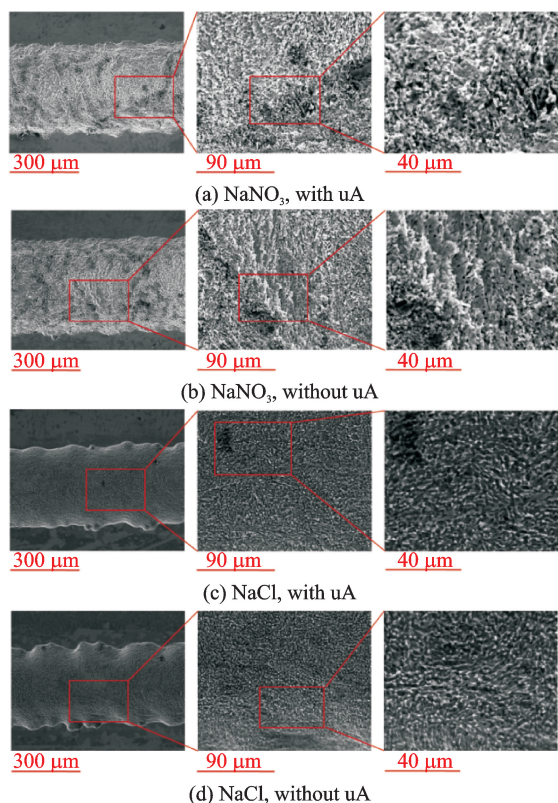 300 μm 90 μm 40 μm
(a) NaNO₃, with uA
300 μm 90 μm 40 μm
(b) NaNO₃, without uA
300 μm 90 μm 40 μm
(c) NaCl, with uA
300 μm 90 μm 40 μm
(d) NaCl, without uA